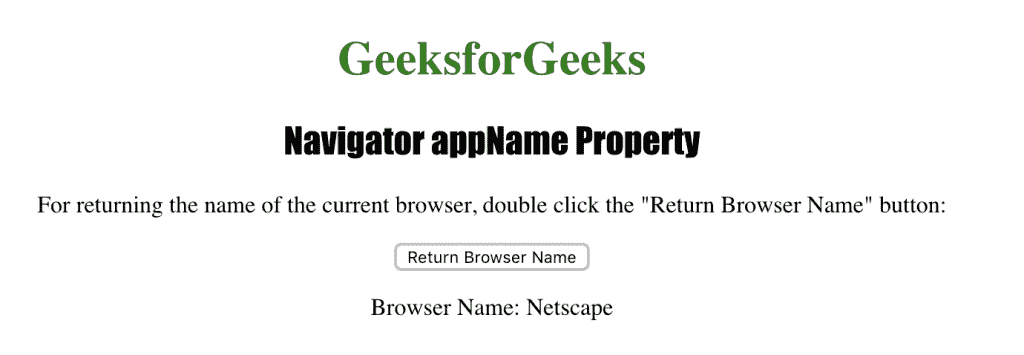 GeeksforGeeks
Navigator appName Property
For returning the name of the current browser, double click the "Return Browser Name" button:
Return Browser Name
Browser Name: Netscape